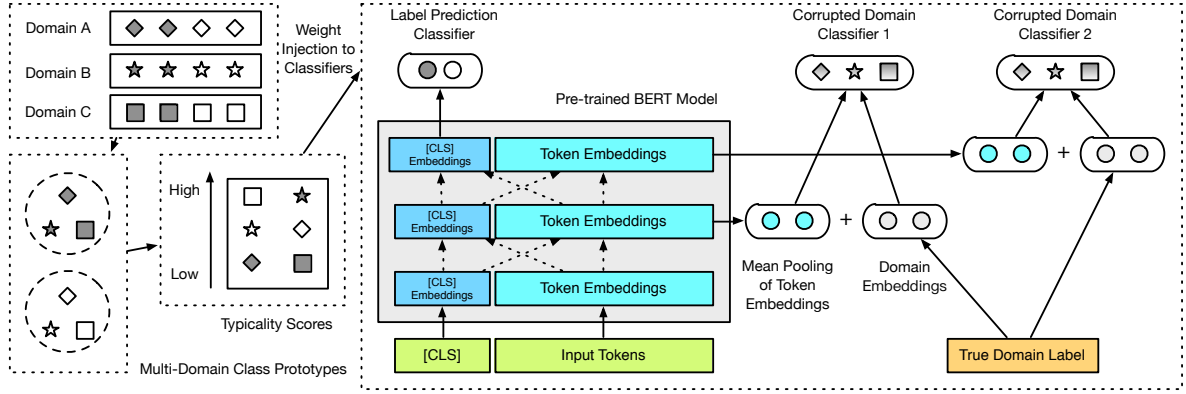 Domain A
Domain B
Domain C
Weight
Injection to
Classifiers
High
Low
Typicality Scores
Multi-Domain Class Prototypes
Label Prediction
Classifier
Pre-trained BERT Model
[CLS]
Embeddings
Token Embeddings
[CLS]
Embeddings
Token Embeddings
[CLS]
Embeddings
Token Embeddings
[CLS]
Input Tokens
Corrupted Domain
Classifier 1
Corrupted Domain
Classifier 2
+
+
Mean Pooling
of Token
Embeddings
Domain
Embeddings
True Domain Label